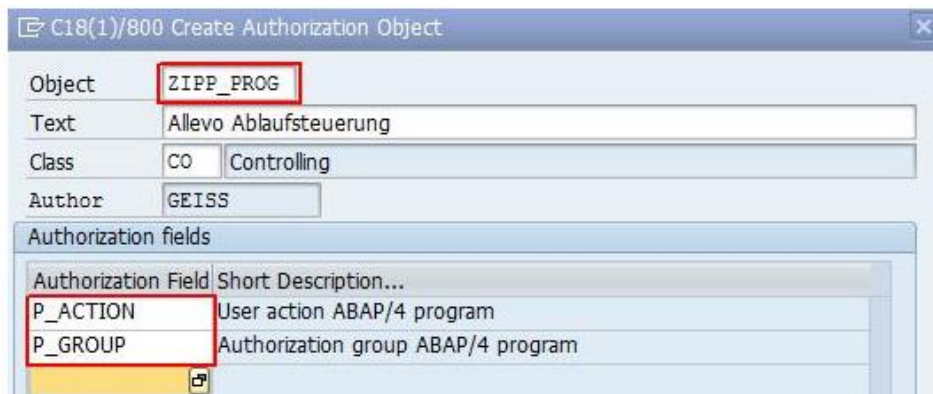 C18(1)/800 Create Authorization Object
Object ZIPP_PROG
Text Allevo Ablaufsteuerung
Class CO Controlling
Author GEISS
Authorization fields
Authorization Field Short Description...
P_ACTION User action ABAP/4 program
P_GROUP Authorization group ABAP/4 program